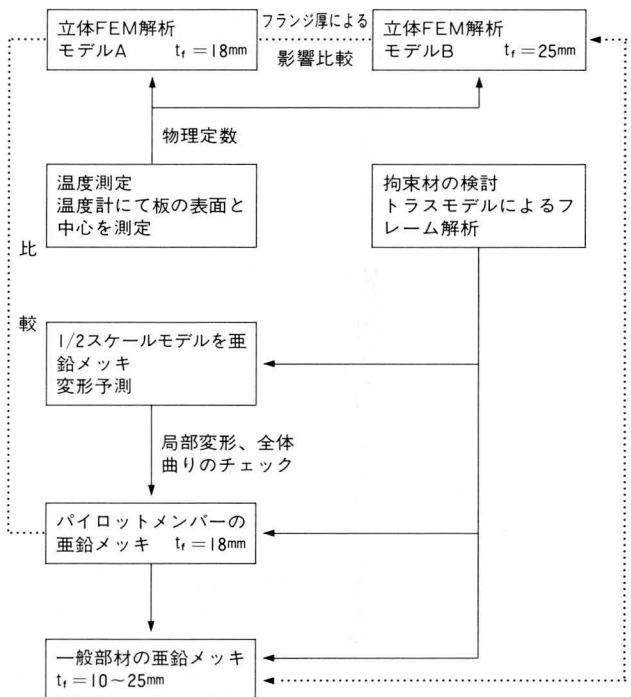 立体FEM解析
モデルA tf=18mm
フランジ厚による
影響比較
立体FEM解析
モデルB tf=25mm
物理定数
温度測定
温度計にて板の表面と
中心を測定
拘束材の検討
トラスモデルによるフ
レーム解析
比
較
1/2スケールモデルを亜
鉛メッキ
変形予測
局部変形、全体
曲りのチェック
パイロットメンバーの
亜鉛メッキ tf=18mm
一般部材の亜鉛メッキ
tf=10~25mm